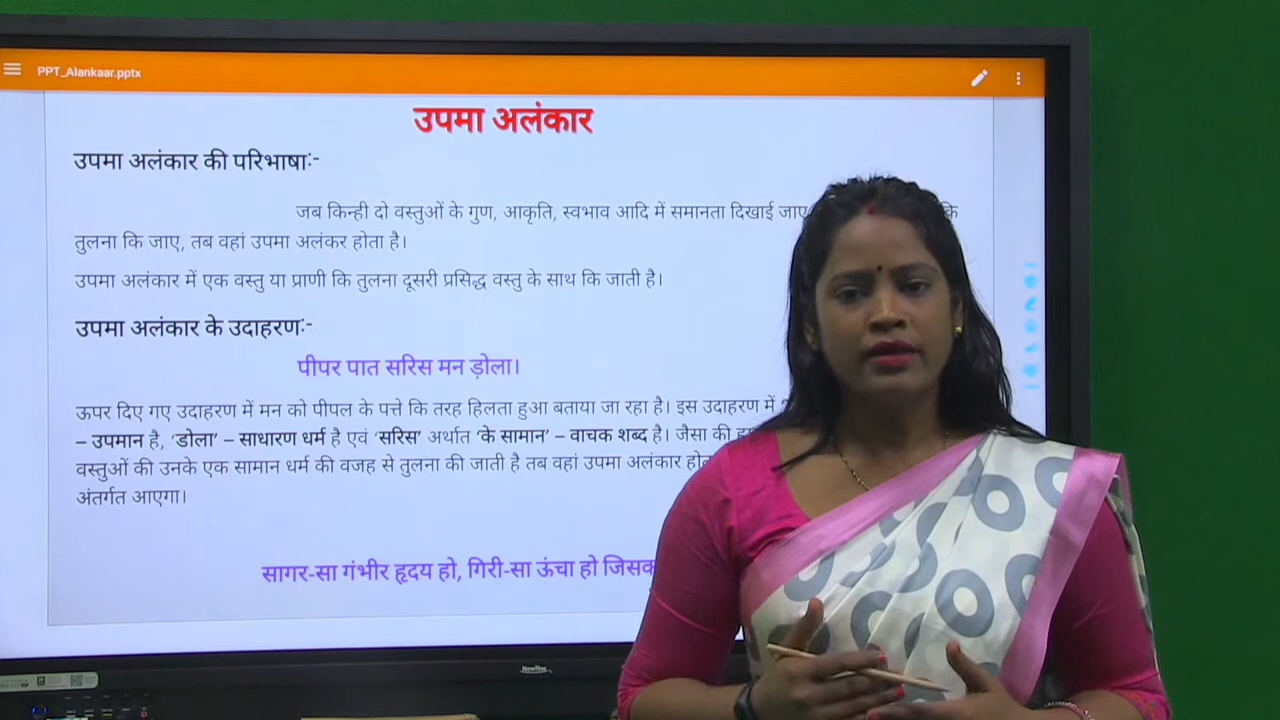 PPT_Alankaar.pptx
उपमा अलंकार
उपमा अलंकार की परिभाषा:-
जब किन्ही दो वस्तुओं के गुण, आकृति, स्वभाव आदि में समानता दिखाई जाए कि
तुलना कि जाए, तब वहां उपमा अलंकर होता है।
उपमा अलंकार में एक वस्तु या प्राणी कि तुलना दूसरी प्रसिद्ध वस्तु के साथ कि जाती है।
उपमा अलंकार के उदाहरण:-
पीपर पात सरिस मन ड़ोला।
ऊपर दिए गए उदाहरण में मन को पीपल के पत्ते कि तरह हिलता हुआ बताया जा रहा है। इस उदाहरण में
– उपमान है, ‘डोला’ – साधारण धर्म है एवं ‘सरिस’ अर्थात ‘के सामान’ – वाचक शब्द है। जैसा की
वस्तुओं की उनके एक सामान धर्म की वजह से तुलना की जाती है तब वहां उपमा अलंकार
अंतर्गत आएगा।
सागर-सा गंभीर हृदय हो, गिरी-सा ऊंचा हो
Newline